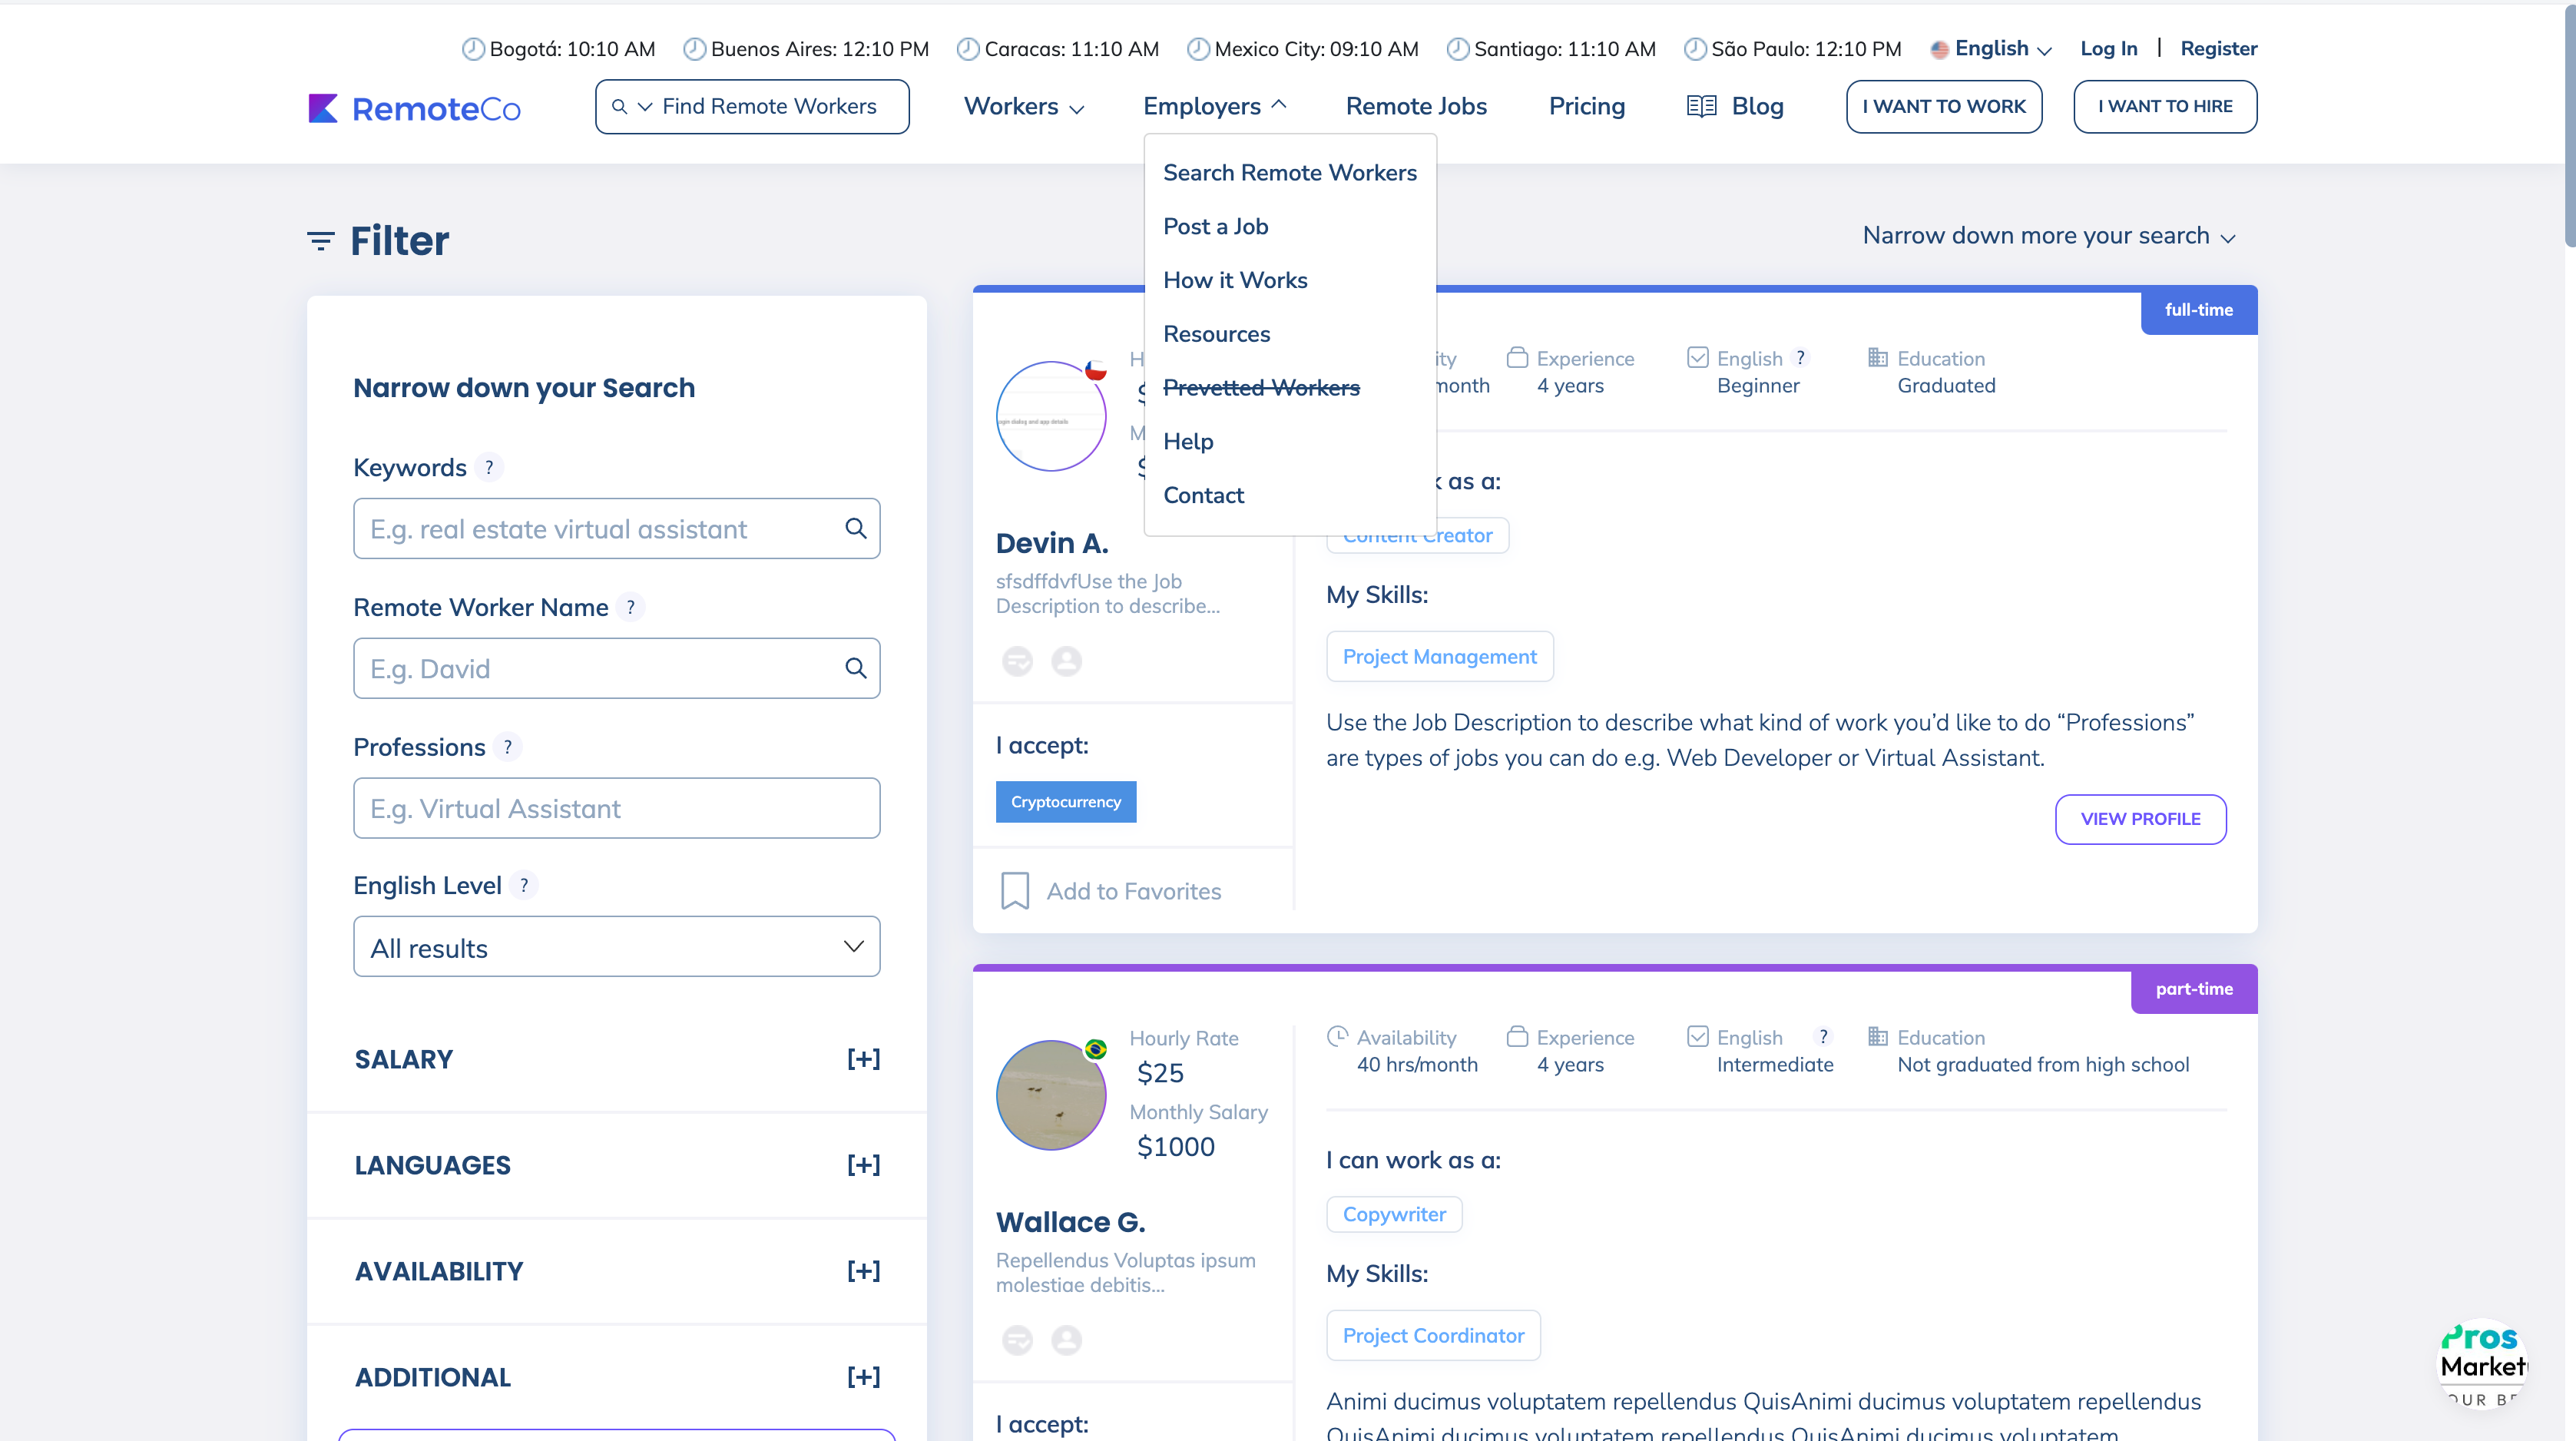 Bogotá: 10:10 AM Buenos Aires: 12:10 PM Caracas: 11:10 AM Mexico City: 09:10 AM Santiago: 11:10 AM São Paulo: 12:10 PM English Log In | Register
RemoteCo Find Remote Workers Workers Employers Remote Jobs Pricing Blog I WANT TO WORK I WANT TO HIRE
Search Remote Workers
Post a Job
How it Works
Resources
Prevetted Workers
Help
Contact
Filter
Narrow down more your search
Narrow down your Search
Keywords ?
E.g. real estate virtual assistant
Remote Worker Name ?
E.g. David
Professions ?
E.g. Virtual Assistant
English Level ?
All results
SALARY [+]
LANGUAGES [+]
AVAILABILITY [+]
ADDITIONAL [+]
full-time
H
$
M
$
ity
month
Experience
4 years
English ?
Beginner
Education
Graduated
Devin A.
sfsdffdvfUse the Job
Description to describe...
I accept:
Cryptocurrency
Add to Favorites
k as a:
Content Creator
My Skills:
Project Management
Use the Job Description to describe what kind of work you’d like to do “Professions”
are types of jobs you can do e.g. Web Developer or Virtual Assistant.
VIEW PROFILE
part-time
Hourly Rate
$25
Monthly Salary
$1000
Availability
40 hrs/month
Experience
4 years
English ?
Intermediate
Education
Not graduated from high school
Wallace G.
Repellendus Voluptas ipsum
molestiae debitis...
I accept:
I can work as a:
Copywriter
My Skills:
Project Coordinator
Animi ducimus voluptatem repellendus QuisAnimi ducimus voluptatem repellendus
QuisAnimi ducimus voluptatem repellendus QuisAnimi ducimus voluptatem
Pros
Market
OUR BE